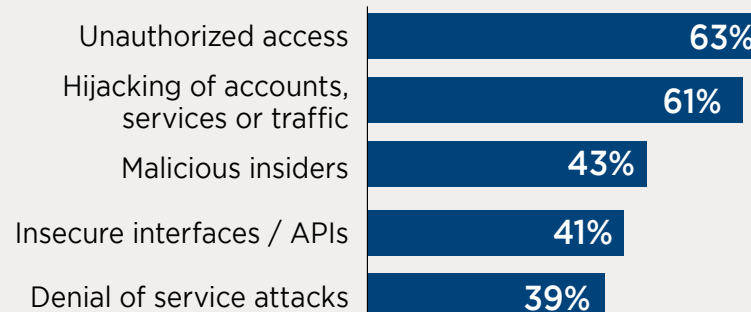 Unauthorized access 63%
Hijacking of accounts,
services or traffic 61%
Malicious insiders 43%
Insecure interfaces / APIs 41%
Denial of service attacks 39%